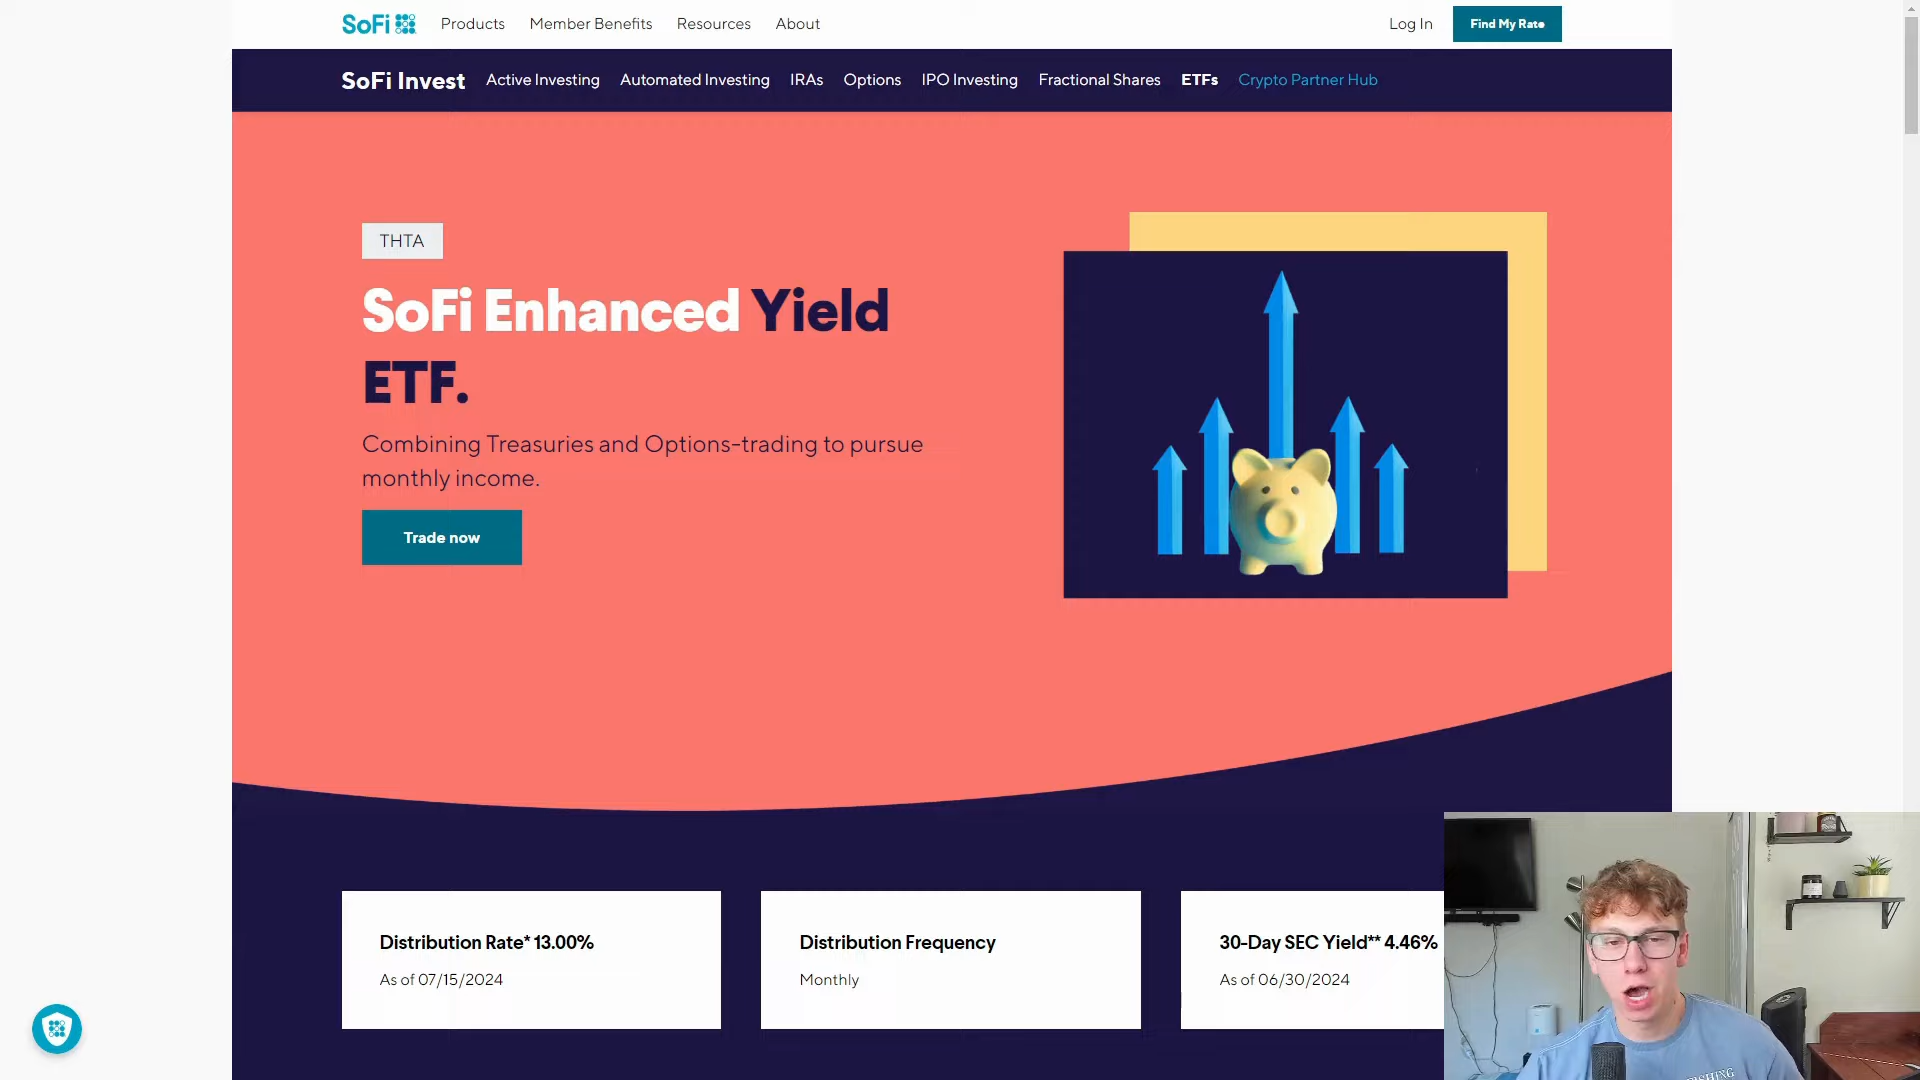 SoFi
Products
Member Benefits
Resources
About
Log In
Find My Rate
SoFi Invest
Active Investing
Automated Investing
IRAs
Options
IPO Investing
Fractional Shares
ETFs
Crypto Partner Hub
THTA
SoFi Enhanced Yield
ETF.
Combining Treasuries and Options-trading to pursue
monthly income.
Trade now
Distribution Rate* 13.00%
As of 07/15/2024
Distribution Frequency
Monthly
30-Day SEC Yield** 4.46%
As of 06/30/2024